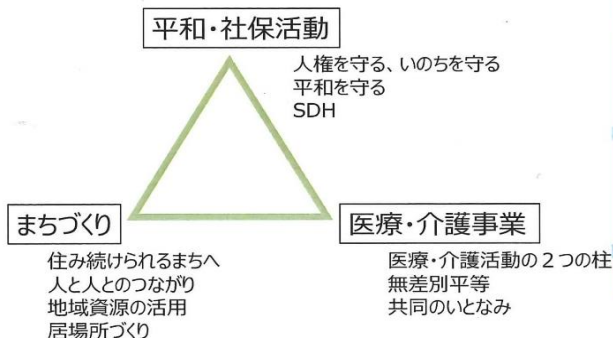 平和・社保活動
人権を守る、いのちを守る
平和を守る
SDH
まちづくり
住み続けられるまちへ
人と人とのつながり
地域資源の活用
居場所づくり
医療・介護事業
医療・介護活動の２つの柱
無差別平等
共同のいとなみ